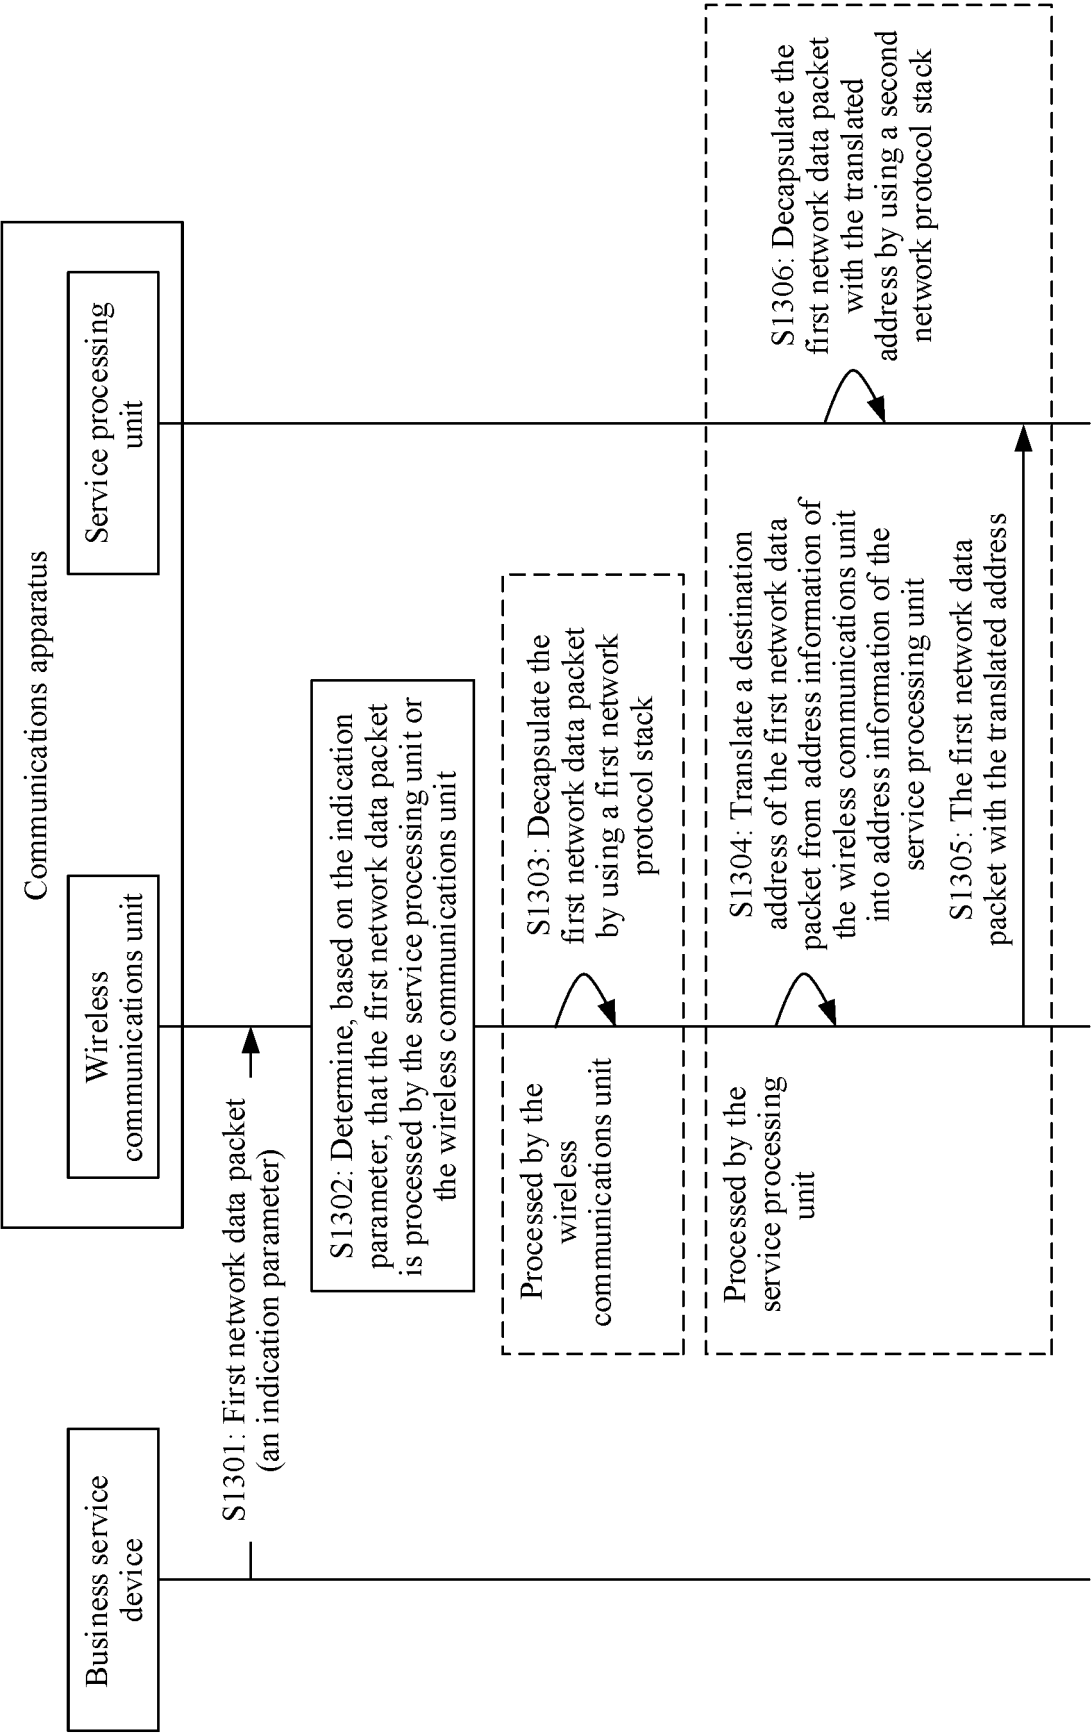 Communications apparatus
Business service
device
Wireless
communications unit
Service processing
unit
S1301: First network data packet
(an indication parameter)
S1302: Determine, based on the indication
parameter, that the first network data packet
is processed by the service processing unit or
the wireless communications unit
Processed by the
wireless
communications unit
S1303: Decapsulate the
first network data packet
by using a first network
protocol stack
Processed by the
service processing
unit
S1304: Translate a destination
address of the first network data
packet from address information of
the wireless communications unit
into address information of the
service processing unit
S1305: The first network data
packet with the translated address
S1306: Decapsulate the
first network data packet
with the translated
address by using a second
network protocol stack